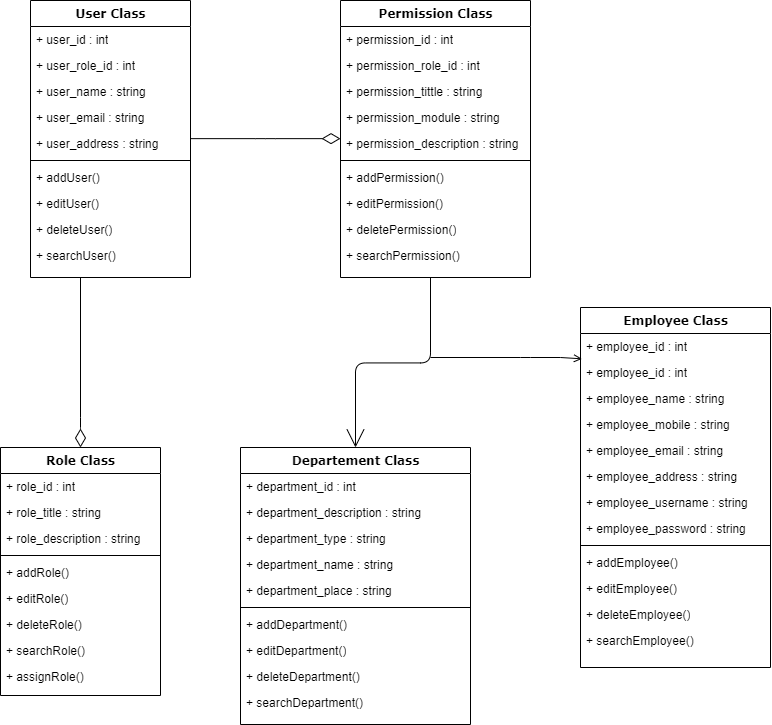 User Class
+ user_id : int
+ user_role_id : int
+ user_name : string
+ user_email : string
+ user_address : string
+ addUser()
+ editUser()
+ deleteUser()
+ searchUser()
Permission Class
+ permission_id : int
+ permission_role_id : int
+ permission_tittle : string
+ permission_module : string
+ permission_description : string
+ addPermission()
+ editPermission()
+ deletePermission()
+ searchPermission()
Employee Class
+ employee_id : int
+ employee_id : int
+ employee_name : string
+ employee_mobile : string
+ employee_email : string
+ employee_address : string
+ employee_username : string
+ employee_password : string
+ addEmployee()
+ editEmployee()
+ deleteEmployee()
+ searchEmployee()
Role Class
+ role_id : int
+ role_title : string
+ role_description : string
+ addRole()
+ editRole()
+ deleteRole()
+ searchRole()
+ assignRole()
Departement Class
+ department_id : int
+ department_description : string
+ department_type : string
+ department_name : string
+ department_place : string
+ addDepartment()
+ editDepartment()
+ deleteDepartment()
+ searchDepartment()